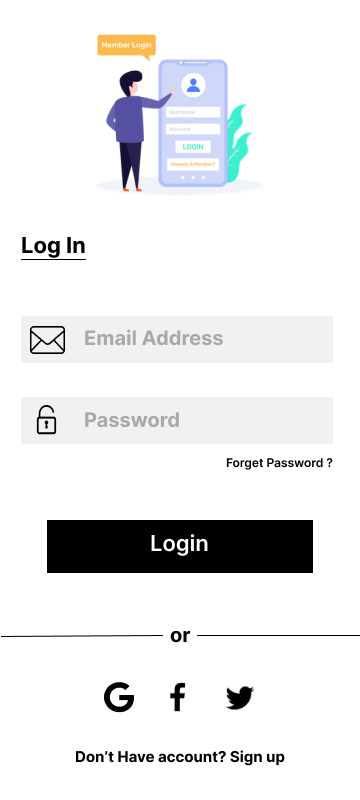 Member Login
Username
Password
LOGIN
Already A Member?
Log In
Email Address
Password
Forget Password ?
Login
or
Don't Have account? Sign up